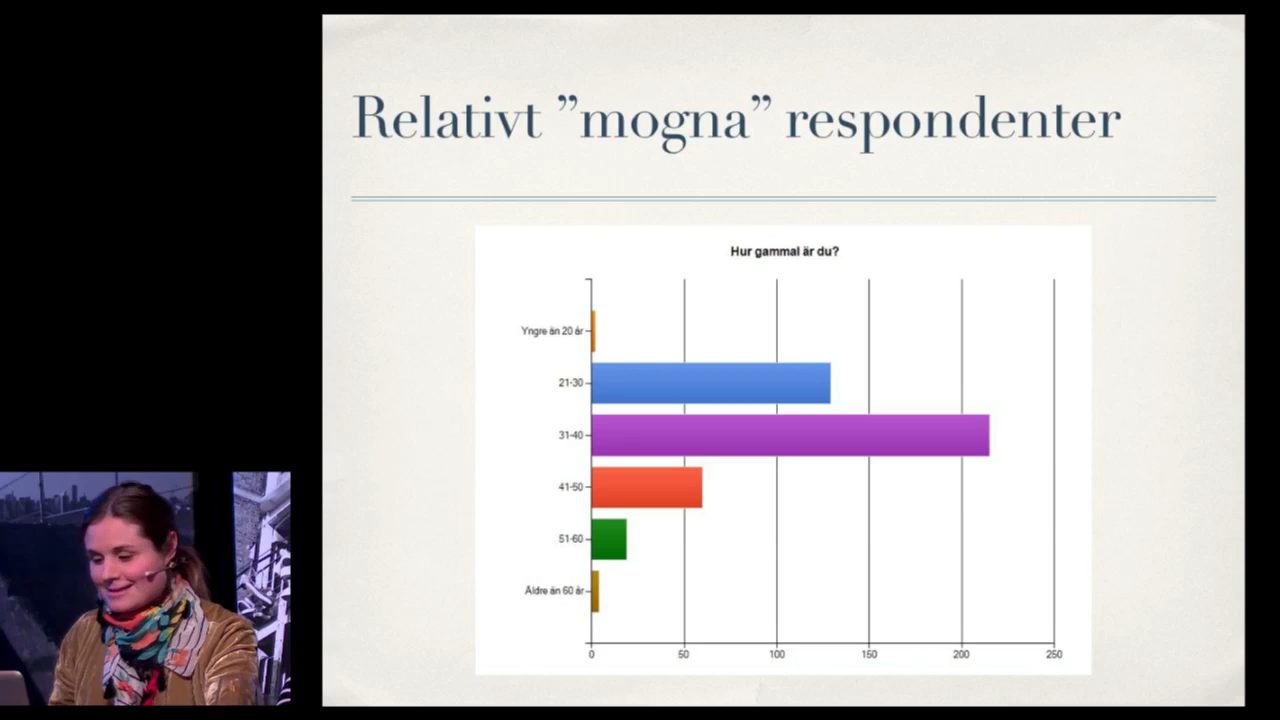 Relativt ”mogna” respondenter
Hur gammal är du?
Yngre än 20 år
21-30
31-40
41-50
51-60
Äldre än 60 år
0 50 100 150 200 250